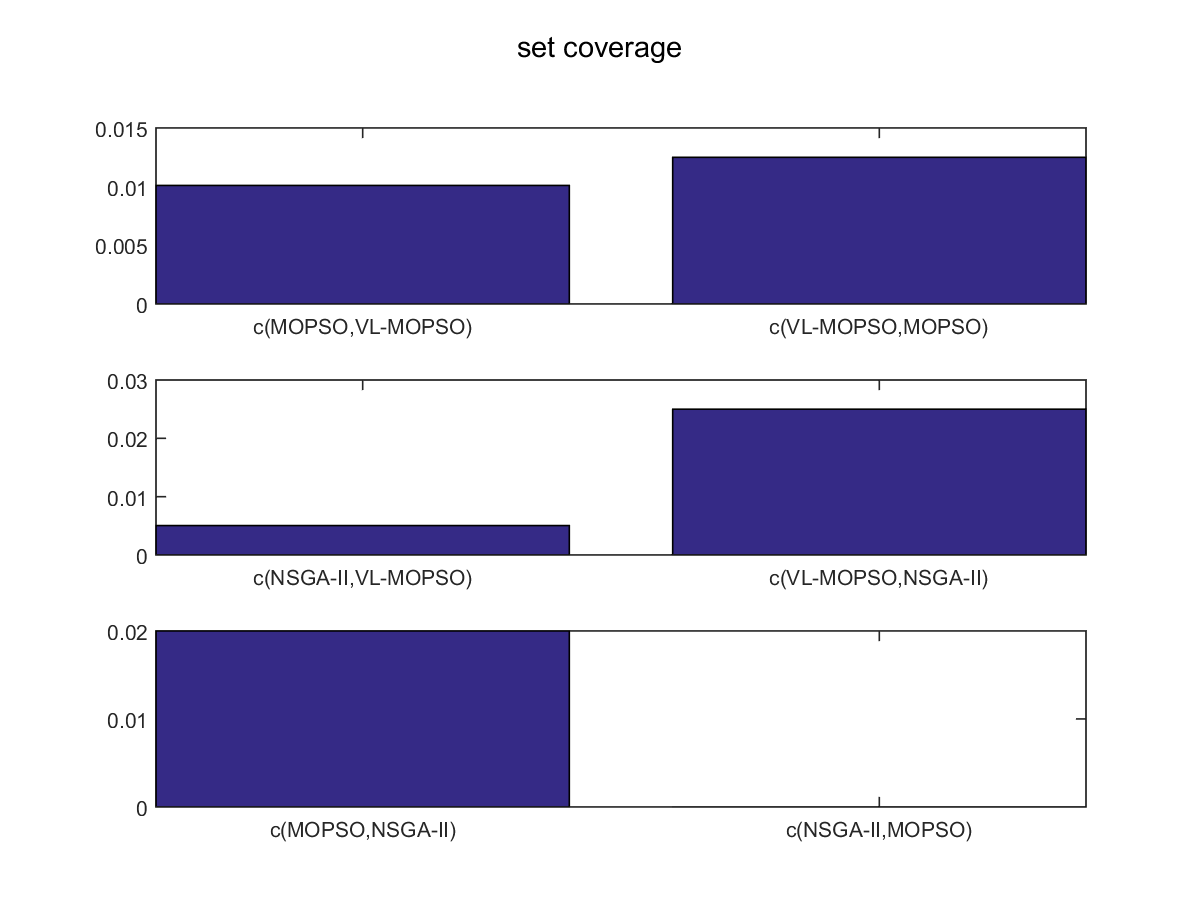 set coverage
0.015
0.01
0.005
0
c(MOPSO,VL-MOPSO) c(VL-MOPSO,MOPSO)
0.03
0.02
0.01
0
c(NSGA-II,VL-MOPSO) c(VL-MOPSO,NSGA-II)
0.02
0.01
0
c(MOPSO,NSGA-II) c(NSGA-II,MOPSO)